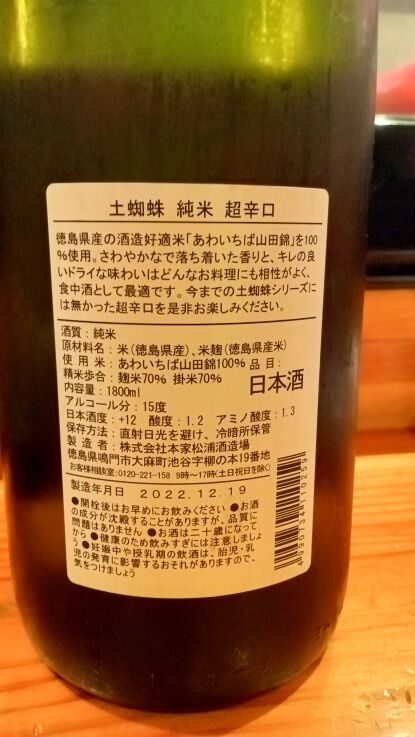 土蜘蛛 純米 超辛口
徳島県産の酒造好適米「あわいちば山田錦」を100
%使用。さわやかなで落ち着いた香りと、キレの
良いドライな味わいはどんなお料理にも相性がよく、
食中酒として最適です。今までの土蜘蛛シリーズに
は無かった超辛口を是非お楽しみください。
酒質：純米
原材料名：米(徳島県産)、米麹(徳島県産米)
使用米：あわいちば山田錦100% 品目：
精米歩合：麹米70% 掛米70% 日本酒
内容量：1800ml
アルコール分：15度
日本酒度：+12 酸度：1.2 アミノ酸度：1.3
保存方法：直射日光を避け、冷暗所保管
製造者：株式会社本家松浦酒造場
徳島県鳴門市大麻町池谷字柳の本19番地
お客様相談室:0120-221-158 9時〜17時(土日祝日を除く)
製造年月日 2022.12.19
●開栓後はお早めにお飲みください●お酒
の成分が沈殿することがありますが、品質に
問題はありません●お酒は二十歳になって
から●健康のため飲みすぎには注意しましょ
う●妊娠中や授乳期の飲酒は、胎児・乳
児の発育に影響するおそれがありますので、
気をつけましょう
4990734110259